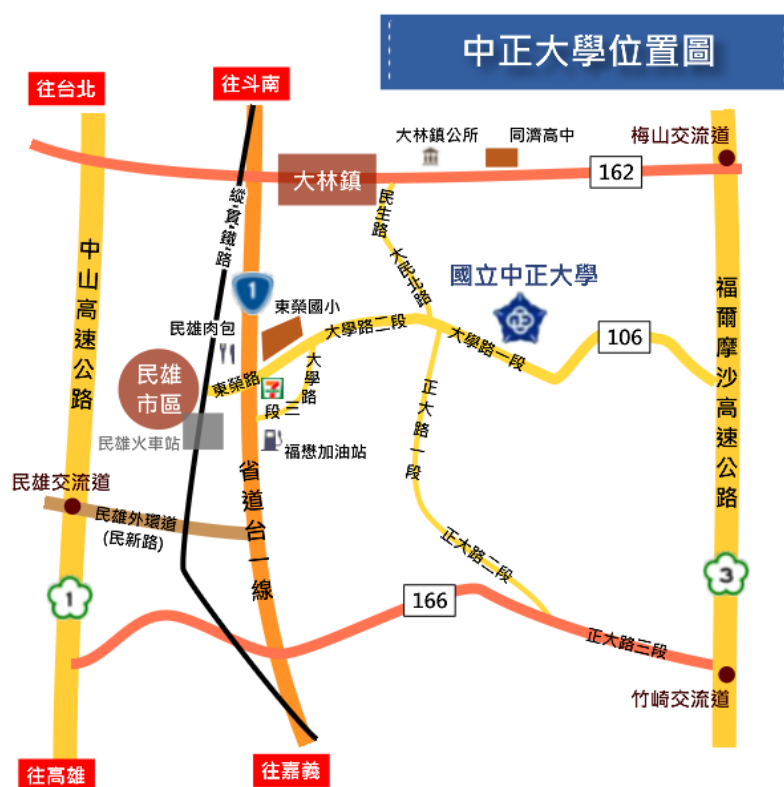 中正大學位置圖
往台北
往斗南
大林鎮公所
同濟高中
梅山交流道
162
大林鎮
縱貫鐵路
民生路
大民北路
中山高速公路
國立中正大學
福爾摩沙高速公路
1
東榮國小
民雄肉包
大學路二段
大學路一段
106
民雄
市區
東榮路
7
ELEVEN
大學路
三段
正大路一段
民雄火車站
福懋加油站
省道台一線
民雄交流道
民雄外環道
(民新路)
正大路二段
1
3
166
正大路三段
竹崎交流道
往高雄
往嘉義